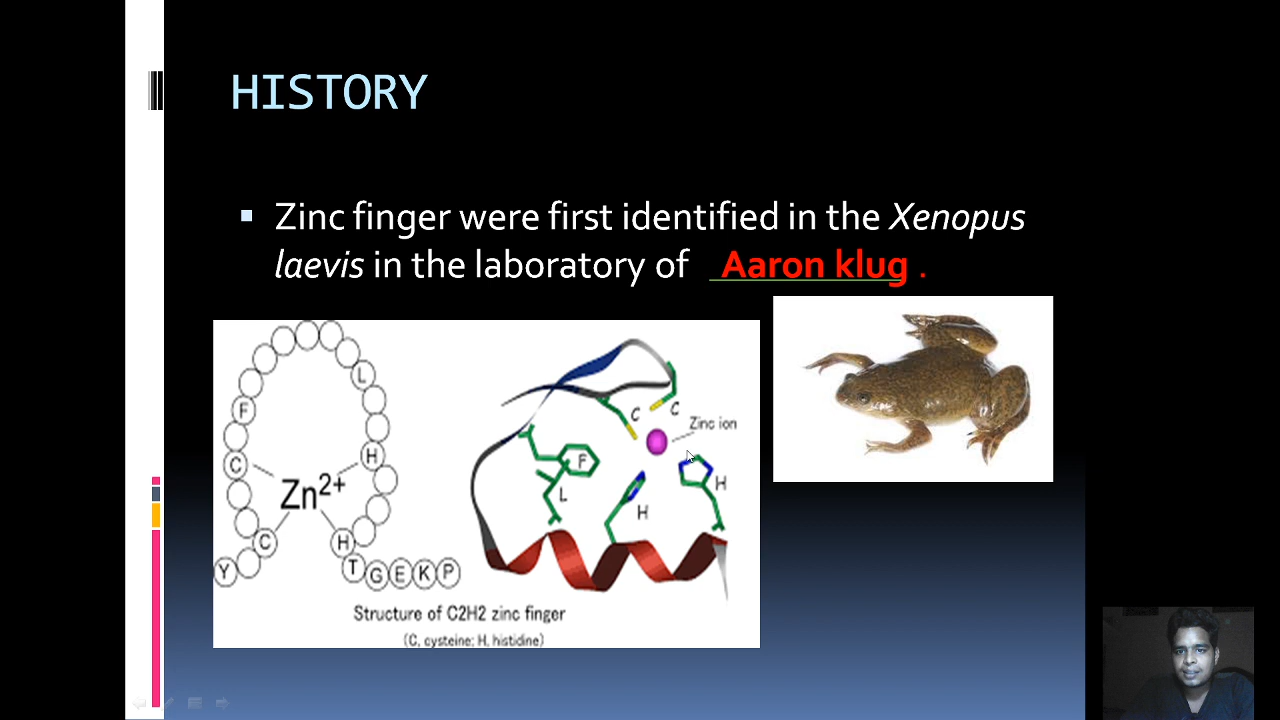 HISTORY
Zinc finger were first identified in the Xenopus
laevis in the laboratory of Aaron klug .
L
F
C
H
Zn2+
C
H
Y
T
G
E
K
P
C
C
Zinc ion
F
L
H
H
Structure of C2H2 zinc finger
(C, cysteine; H, histidine)